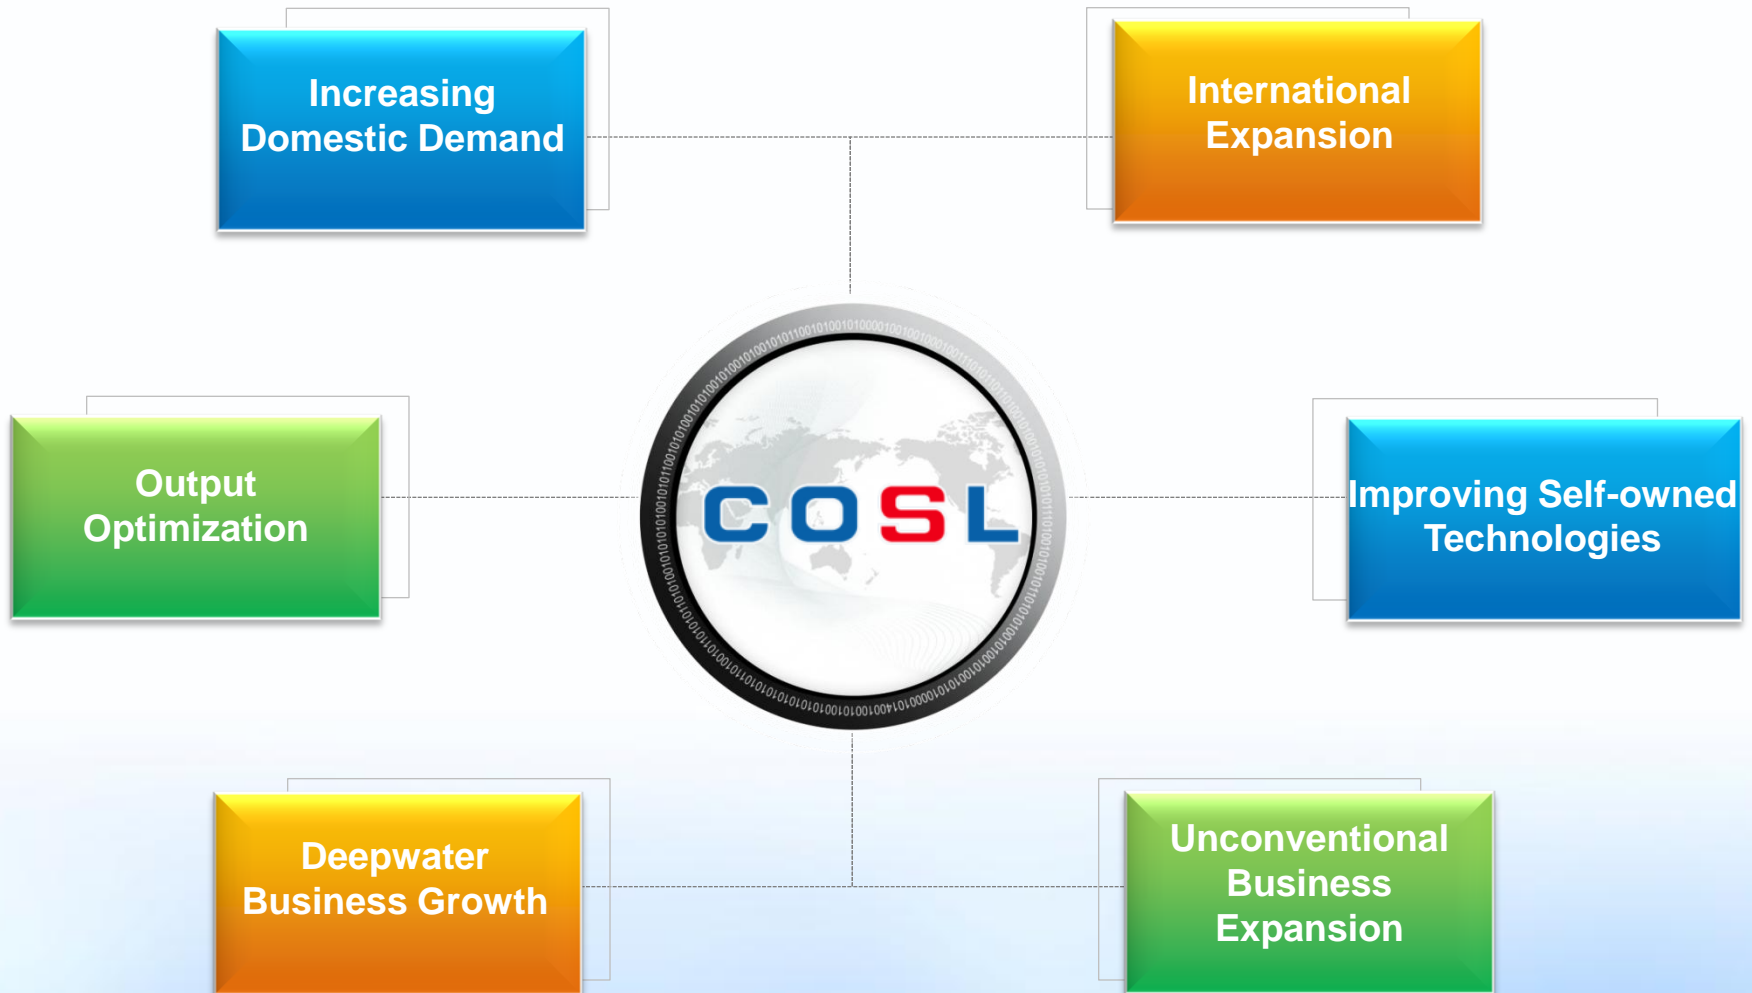 Increasing
Domestic Demand
International
Expansion
Output
Optimization
COSL
Improving Self-owned
Technologies
Deepwater
Business Growth
Unconventional
Business
Expansion